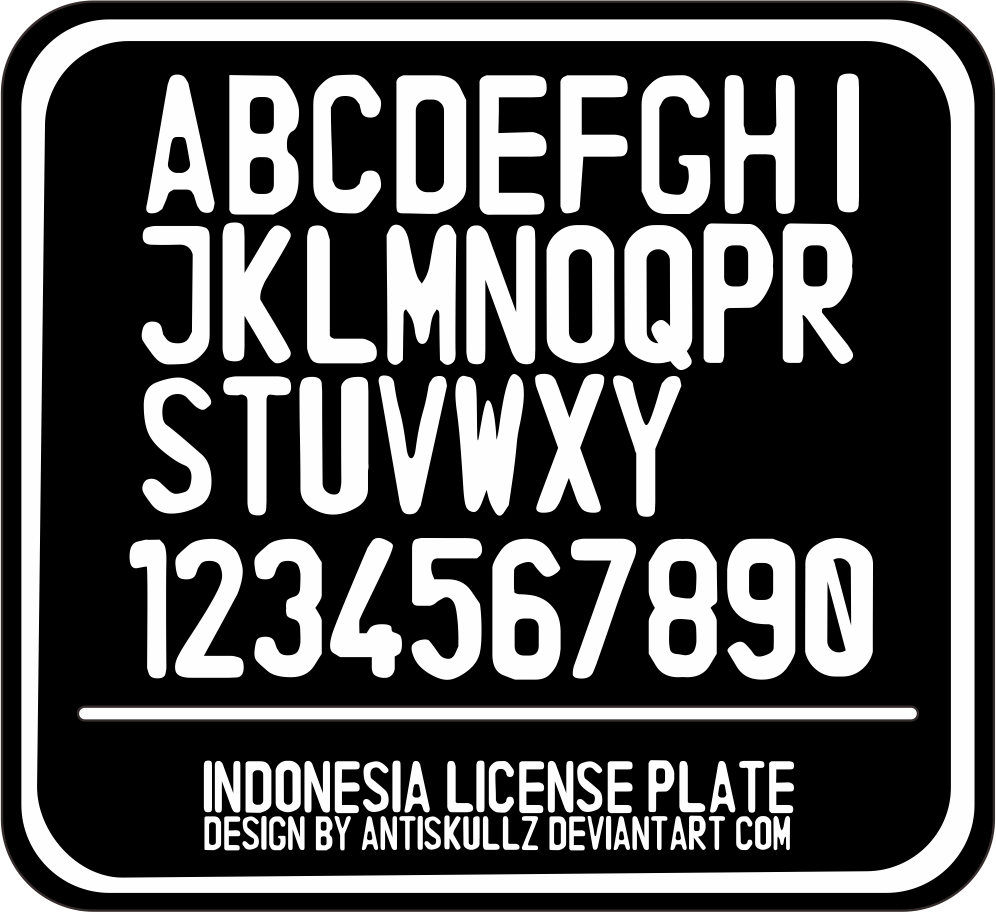 ABCDEFGHI
JKLMNOQPR
STUVWXY
1234567890
INDONESIA LICENSE PLATE
DESIGN BY ANTISKULLZ DEVIANTART COM